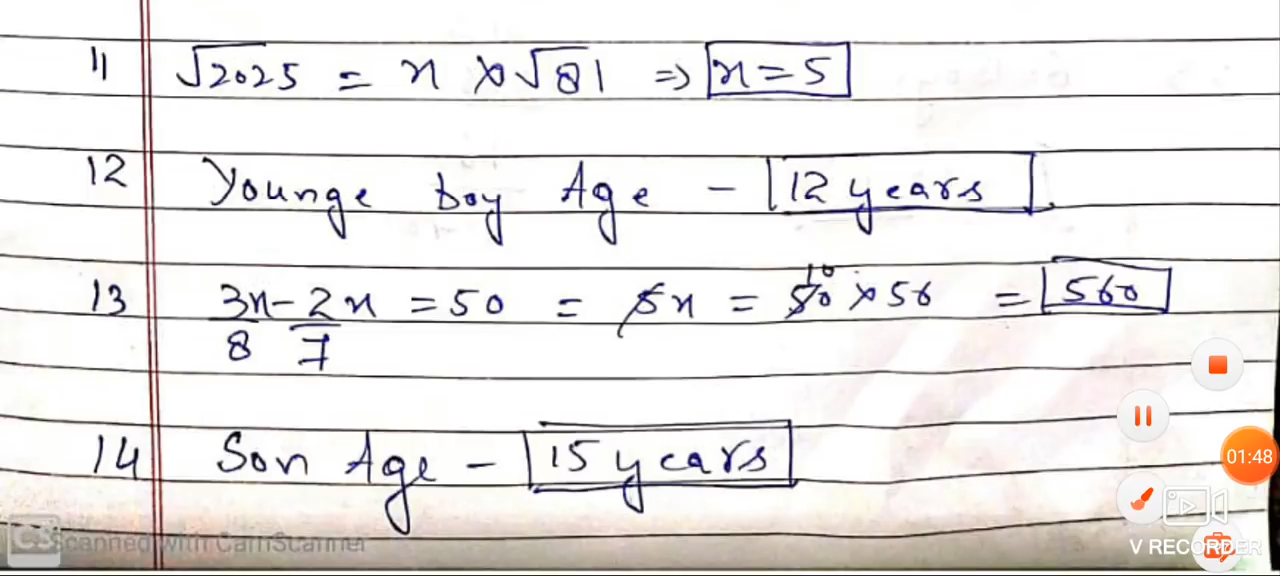 11 √2025 = x × √81 ⇒ x = 5
12 Younge boy Age - 12 years
13 3x/8 - 2x/7 = 50 = 5x = 50 10 × 56 = 560
14 Son Age - 15 years
01:48
CS Scanned with CamScanner
V RECORDER